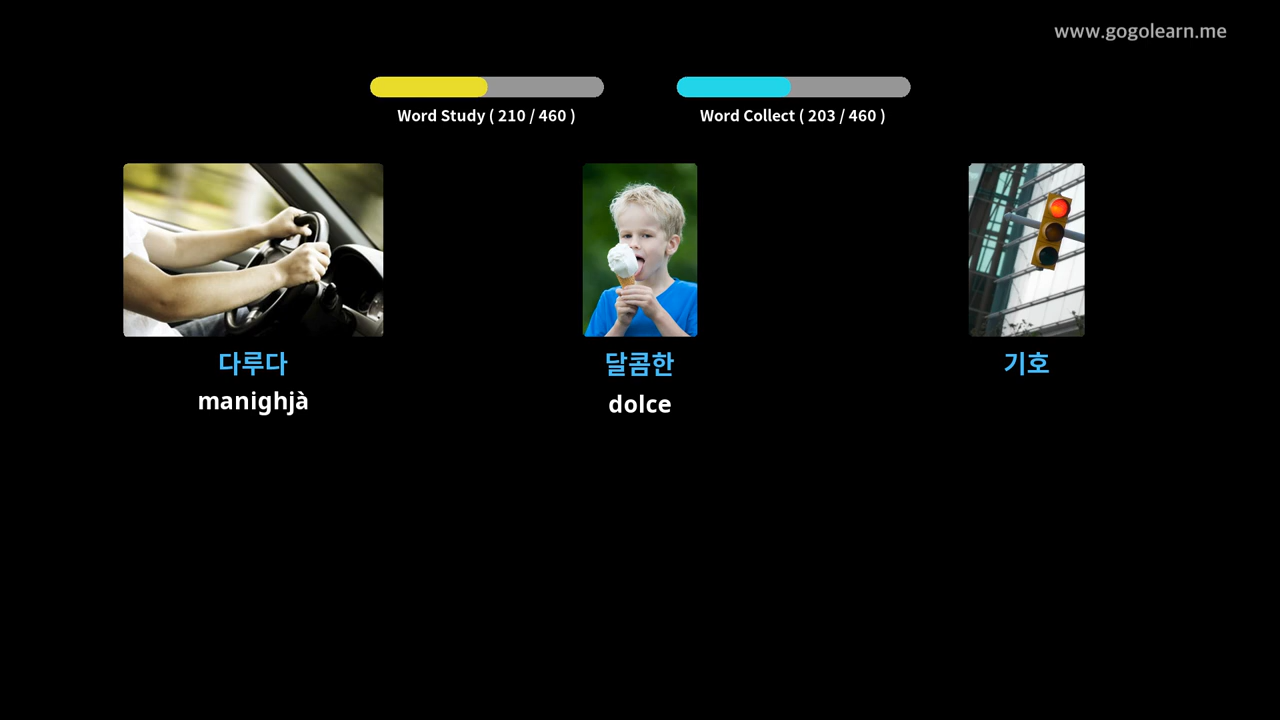 www.gogolearn.me
Word Study ( 210 / 460 )
Word Collect ( 203 / 460 )
다루다
manighjà
달콤한
dolce
기호